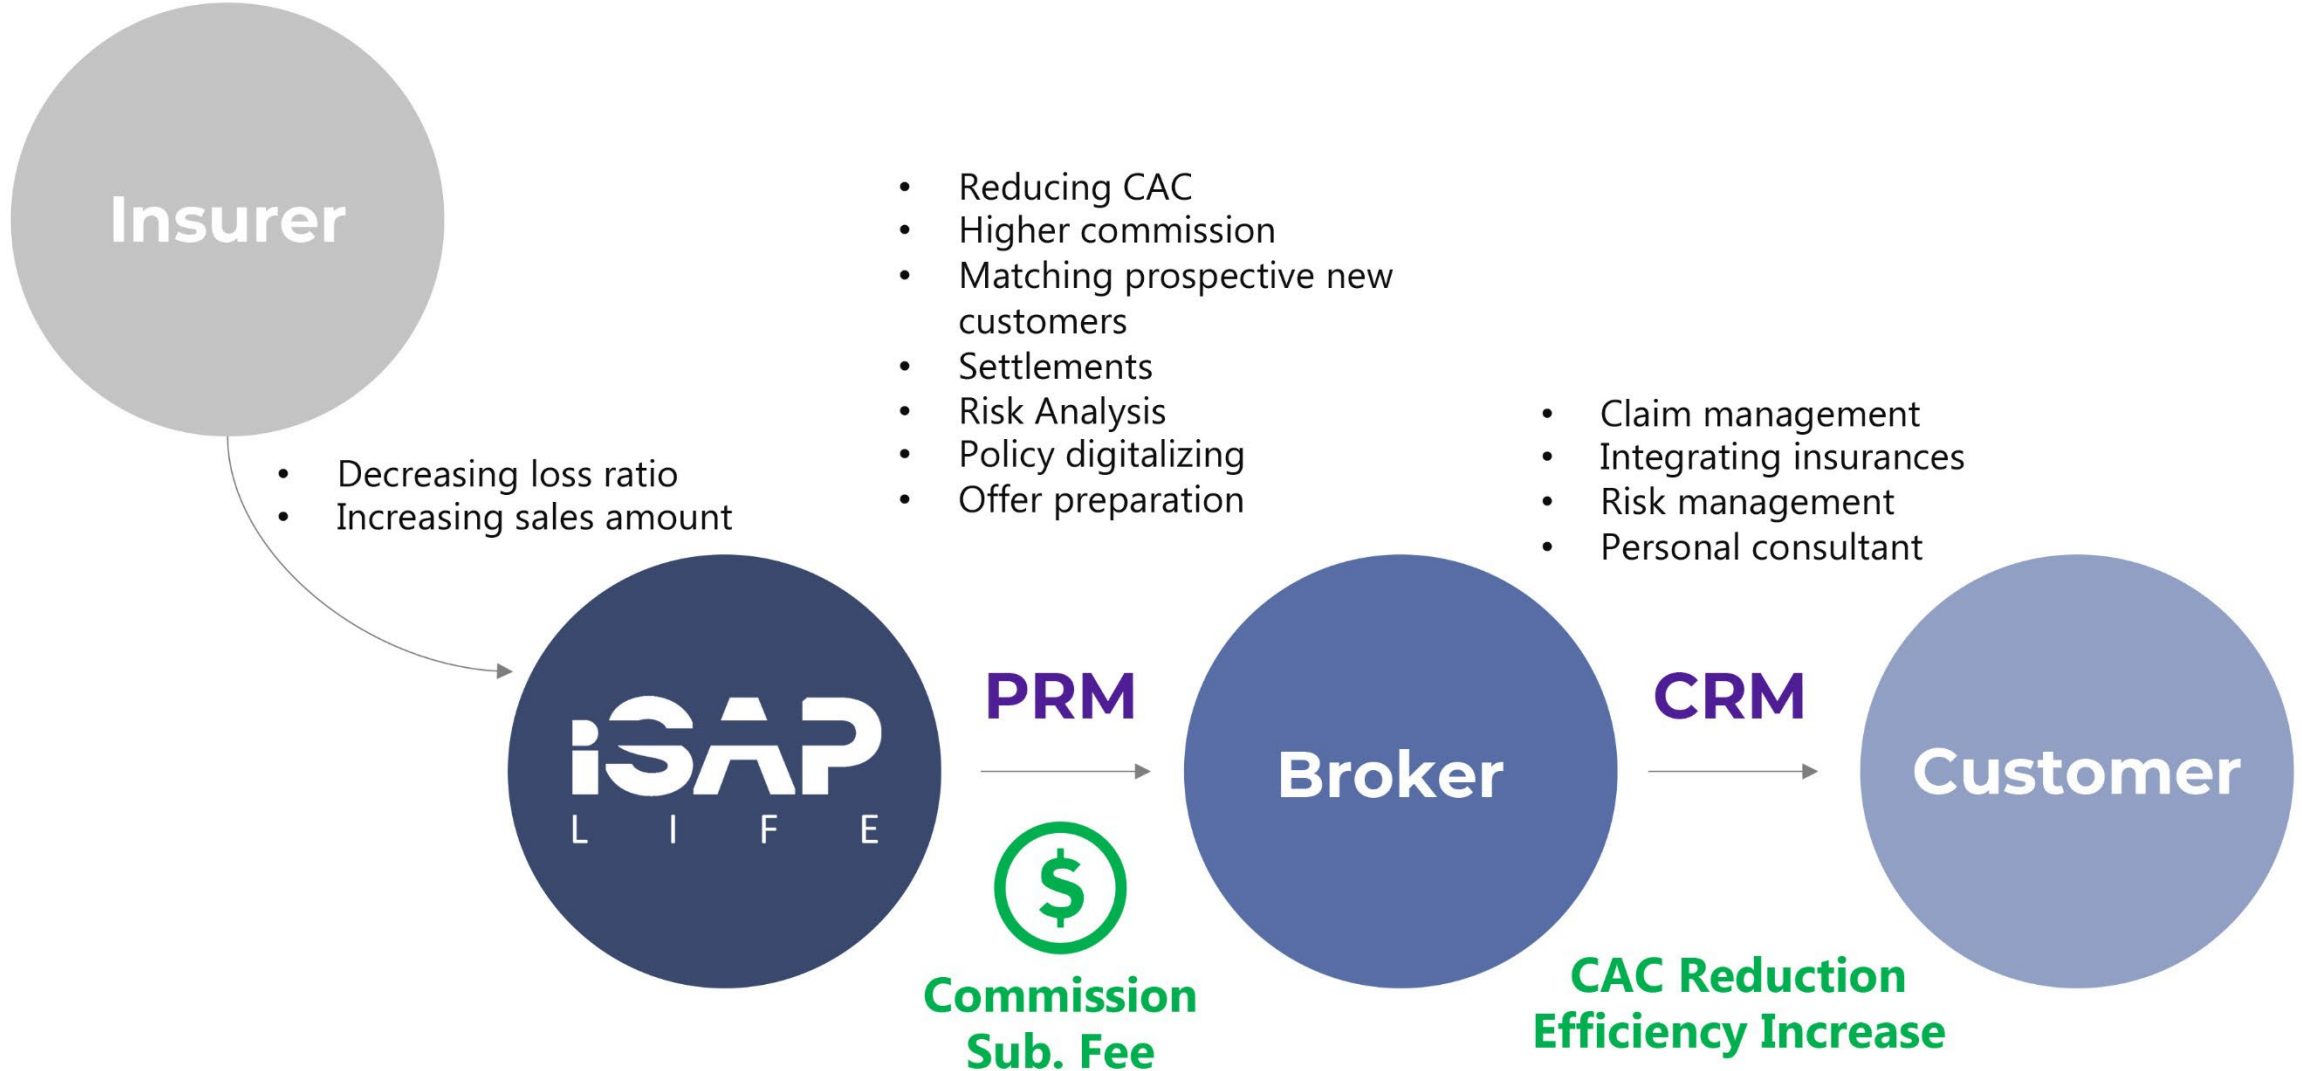 Insurer
• Decreasing loss ratio
• Increasing sales amount
• Reducing CAC
• Higher commission
• Matching prospective new
customers
• Settlements
• Risk Analysis
• Policy digitalizing
• Offer preparation
• Claim management
• Integrating insurances
• Risk management
• Personal consultant
iSAP
LIFE
PRM
$
Commission
Sub. Fee
Broker
CRM
CAC Reduction
Efficiency Increase
Customer